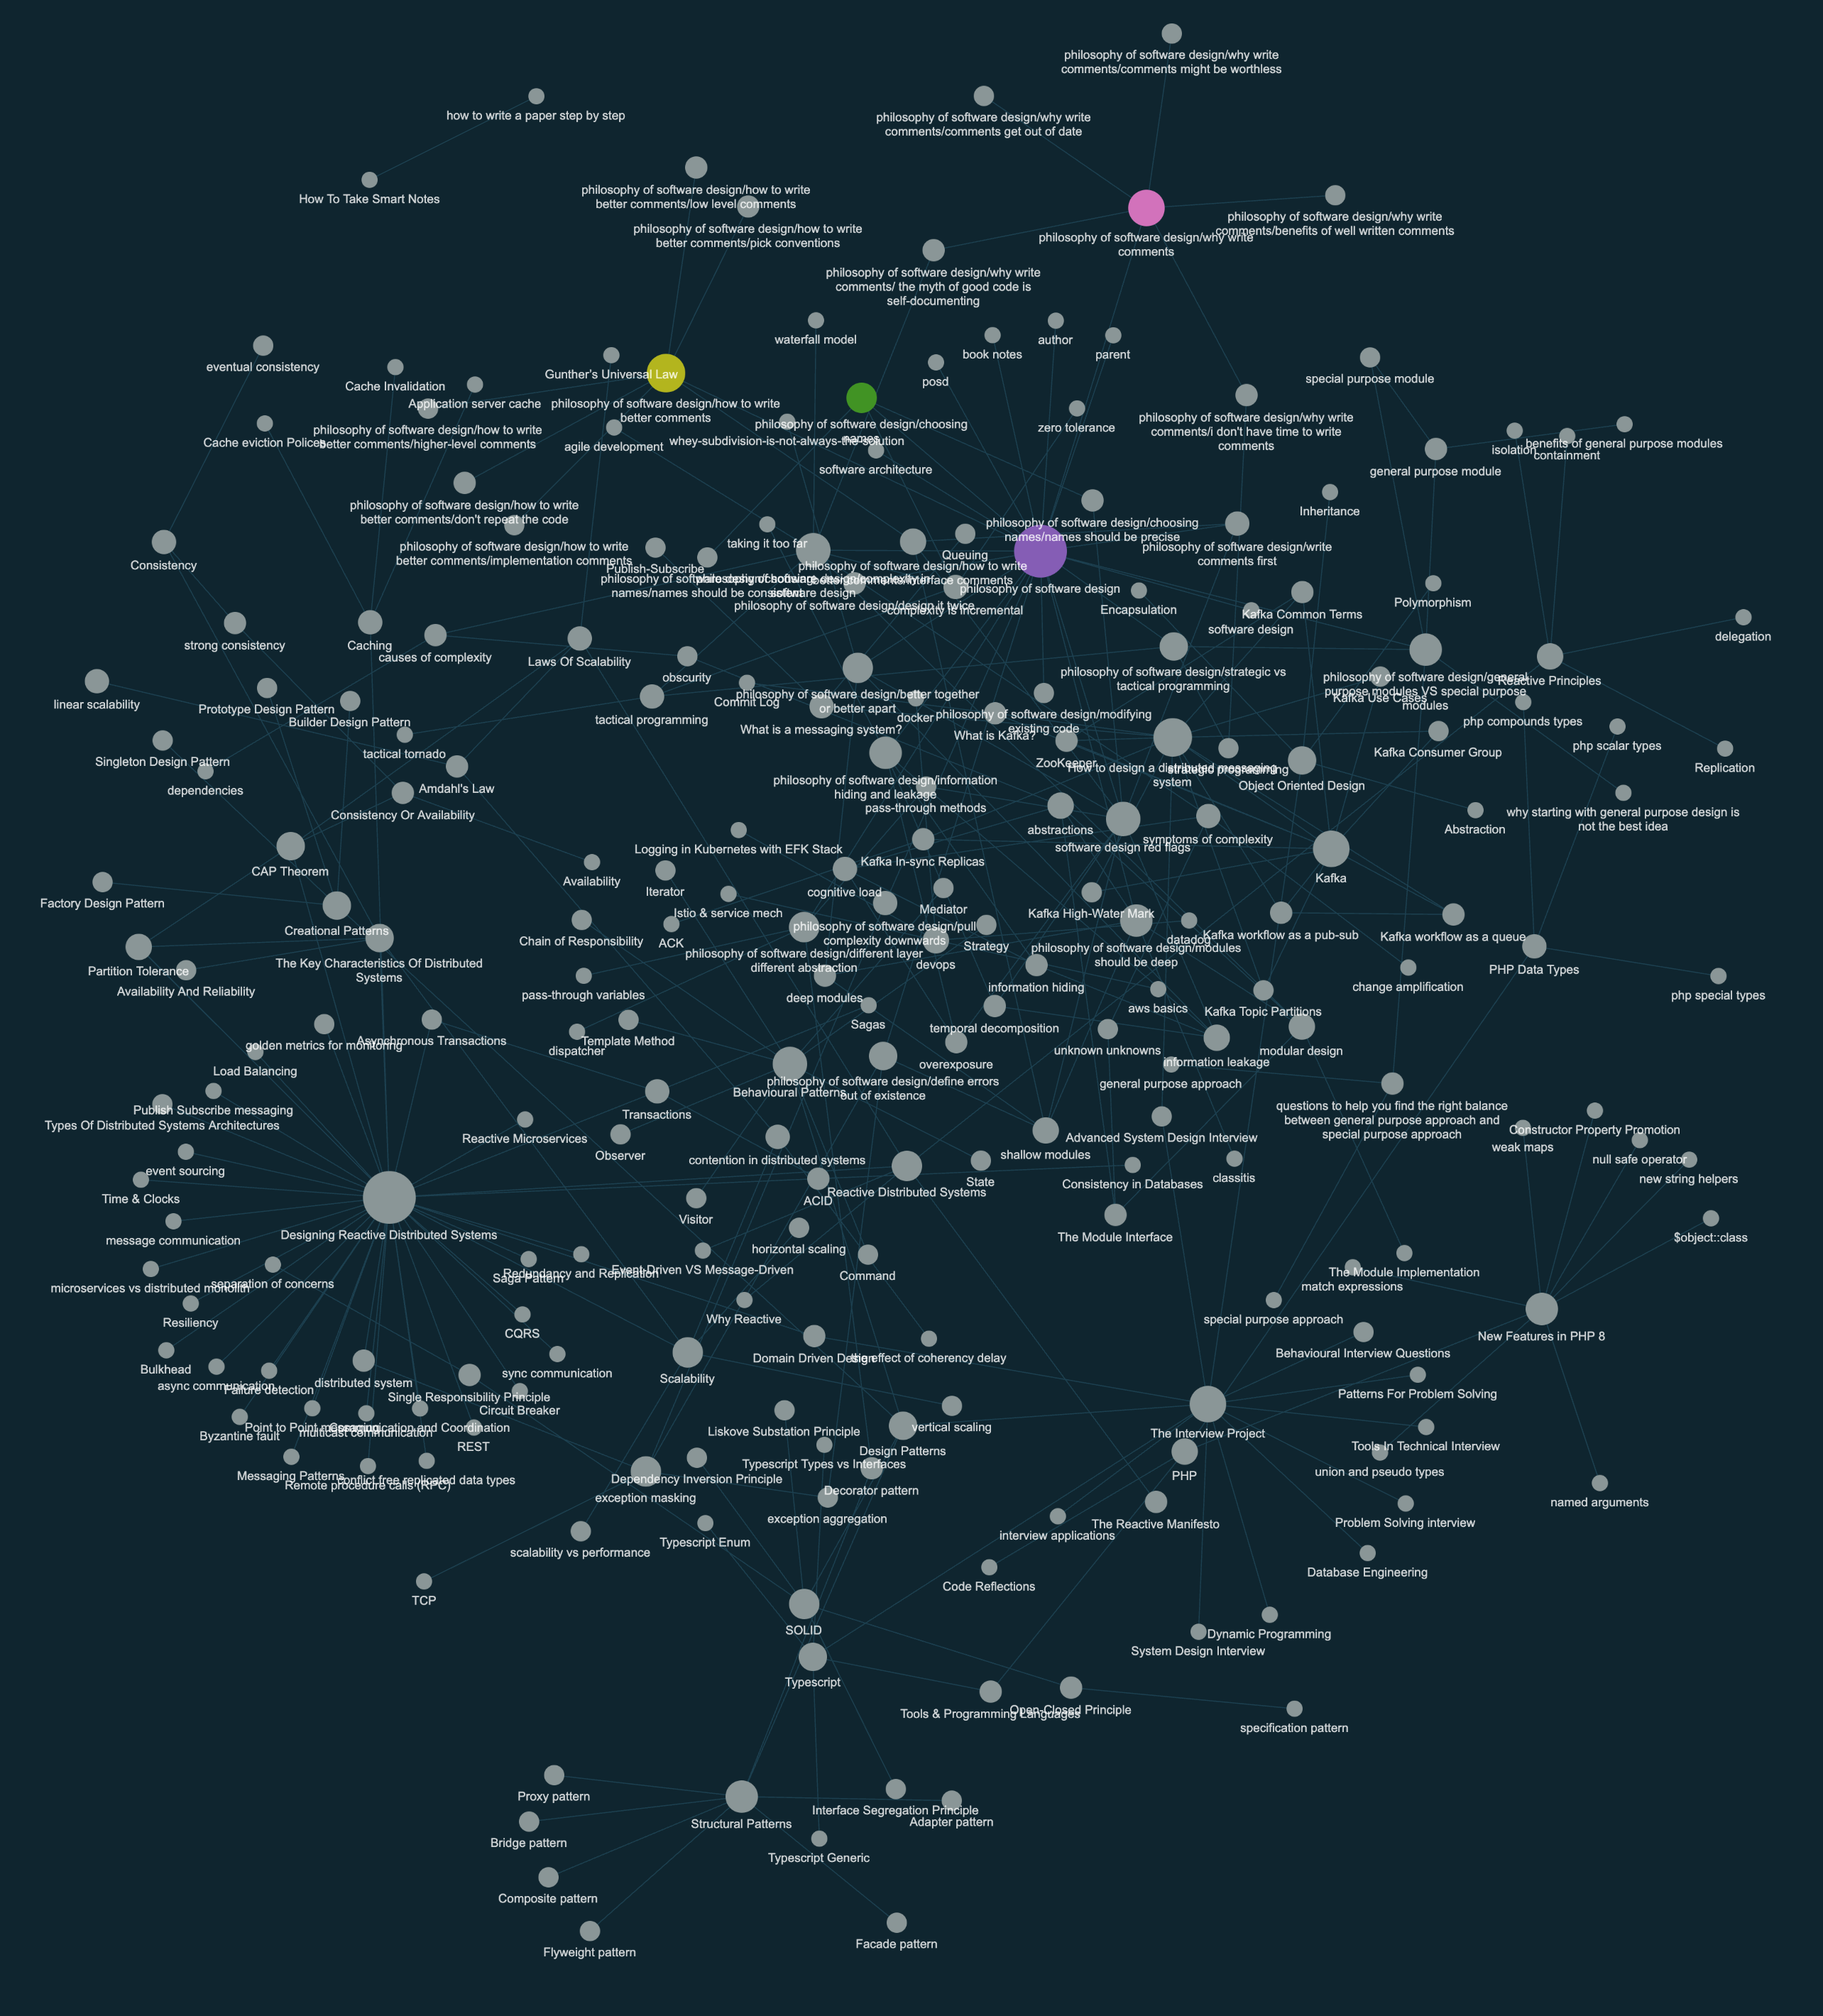 philosophy of software design/why write
comments/comments might be worthless
how to write a paper step by step
philosophy of software design/why write
comments/comments get out of date
How To Take Smart Notes
philosophy of software design/how to write
better comments/low level comments
philosophy of software design/how to write
better comments/pick conventions
philosophy of software design/why write
comments/benefits of well written comments
philosophy of software design/why write
comments
philosophy of software design/why write
comments/ the myth of good code is
self-documenting
waterfall model
book notes
author
parent
eventual consistency
Cache Invalidation
Gunther's Universal Law
posd
special purpose module
Application server cache
philosophy of software design/how to write
better comments
philosophy of software design/how to write
better comments/higher-level comments
philosophy of software design/choosing
names
whey-subdivision-is-not-always-the-solution
zero tolerance
philosophy of software design/why write
comments/i don't have time to write
comments
Cache eviction Polices
agile development
software architecture
general purpose module
isolation
benefits of general purpose modules
containment
philosophy of software design/how to write
better comments/don't repeat the code
Inheritance
philosophy of software design/how to write
better comments/implementation comments
taking it too far
Queuing
philosophy of software design/choosing
names/names should be precise
philosophy of software design/write
comments first
Consistency
Publish-Subscribe
philosophy of software design/choosing
names/names should be consistent
philosophy of software design/complexity in
software design
philosophy of software design/how to write
better comments/interface comments
philosophy of software design/design it twice
complexity is incremental
philosophy of software design
Encapsulation
Kafka Common Terms
software design
Polymorphism
delegation
strong consistency
Caching
causes of complexity
Laws Of Scalability
obscurity
philosophy of software design/strategic vs
tactical programming
philosophy of software design/general
purpose modules VS special purpose
modules
Reactive Principles
Kafka Use Cases
linear scalability
Prototype Design Pattern
Builder Design Pattern
tactical programming
Commit Log
philosophy of software design/better together
or better apart
docker
philosophy of software design/modifying
existing code
php compounds types
What is a messaging system?
What is Kafka?
php scalar types
Singleton Design Pattern
tactical tornado
Kafka Consumer Group
Replication
dependencies
Amdahl's Law
philosophy of software design/information
hiding and leakage
ZooKeeper
How to design a distributed messaging
system
strategic programming
Object Oriented Design
pass-through methods
Consistency Or Availability
why starting with general purpose design is
not the best idea
abstractions
software design red flags
symptoms of complexity
Abstraction
Logging in Kubernetes with EFK Stack
Kafka In-sync Replicas
CAP Theorem
Availability
Iterator
cognitive load
Kafka
Factory Design Pattern
Istio & service mech
Mediator
Kafka High-Water Mark
Creational Patterns
Chain of Responsibility
ACK
philosophy of software design/pull
complexity downwards
Strategy
philosophy of software design/modules
should be deep
datadog
Kafka workflow as a pub-sub
Kafka workflow as a queue
philosophy of software design/different layer
different abstraction
devops
Partition Tolerance
The Key Characteristics Of Distributed
Systems
PHP Data Types
Availability And Reliability
pass-through variables
deep modules
information hiding
change amplification
php special types
aws basics
Kafka Topic Partitions
golden metrics for monitoring
Asynchronous Transactions
Template Method
dispatcher
Sagas
temporal decomposition
unknown unknowns
information leakage
modular design
Load Balancing
overexposure
Behavioural Patterns
philosophy of software design/define errors
out of existence
general purpose approach
Publish Subscribe messaging
Types Of Distributed Systems Architectures
Transactions
questions to help you find the right balance
between general purpose approach and
special purpose approach
Reactive Microservices
Observer
contention in distributed systems
shallow modules
Advanced System Design Interview
weak maps
Constructor Property Promotion
null safe operator
new string helpers
event sourcing
Time & Clocks
ACID
Reactive Distributed Systems
State
Consistency in Databases
classitis
Designing Reactive Distributed Systems
Visitor
The Module Interface
message communication
horizontal scaling
$object::class
microservices vs distributed monolith
separation of concerns
Saga Pattern
Redundancy and Replication
Event-Driven VS Message-Driven
Command
The Module Implementation
match expressions
Resiliency
CQRS
Why Reactive
special purpose approach
New Features in PHP 8
Bulkhead
async communication
Failure detection
distributed system
sync communication
Scalability
Domain Driven Design
the effect of coherency delay
Behavioural Interview Questions
Single Responsibility Principle
Circuit Breaker
Patterns For Problem Solving
Byzantine fault
Point to Point messaging
multicast communication
Communication and Coordination
REST
Liskove Substation Principle
Design Patterns
vertical scaling
The Interview Project
Tools In Technical Interview
Messaging Patterns
Remote procedure calls (RPC)
conflict free replicated data types
Dependency Inversion Principle
Typescript Types vs Interfaces
exception masking
Decorator pattern
PHP
union and pseudo types
exception aggregation
named arguments
Typescript Enum
interview applications
The Reactive Manifesto
Problem Solving interview
scalability vs performance
Database Engineering
TCP
Code Reflections
SOLID
Dynamic Programming
System Design Interview
Typescript
Tools & Programming Languages
Open-Closed Principle
specification pattern
Proxy pattern
Structural Patterns
Interface Segregation Principle
Adapter pattern
Bridge pattern
Typescript Generic
Composite pattern
Flyweight pattern
Facade pattern